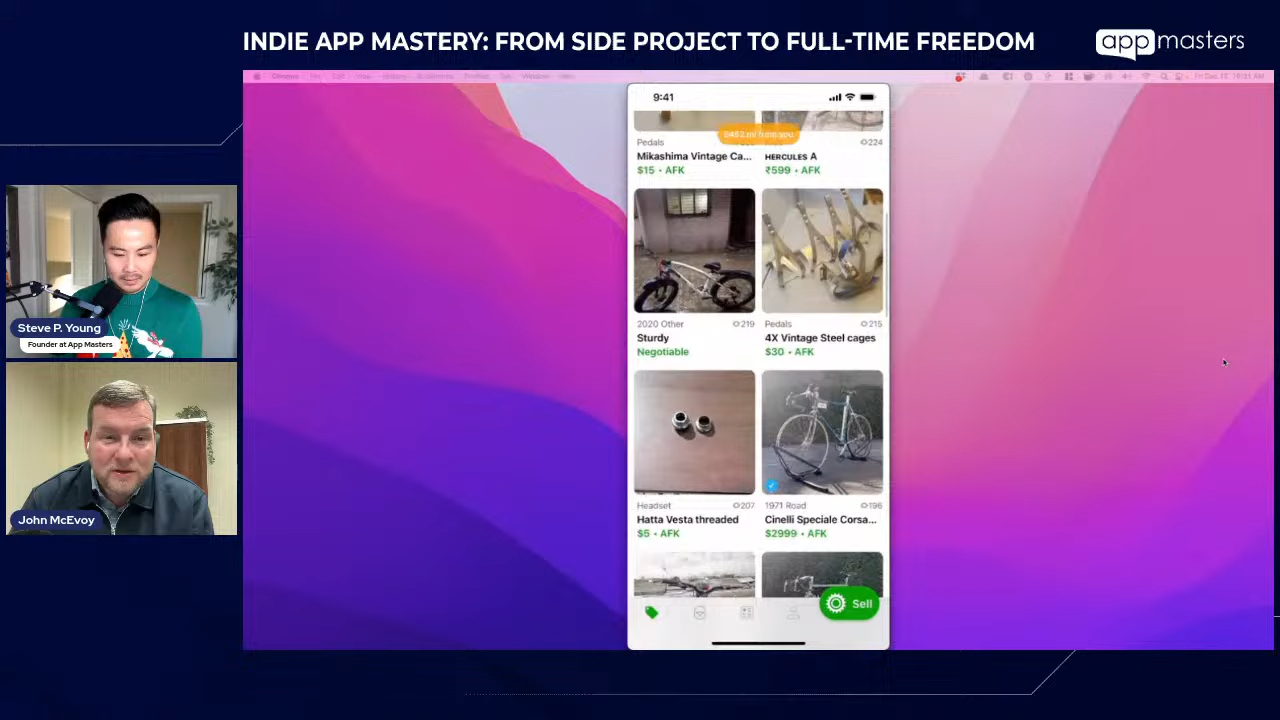 INDIE APP MASTERY: FROM SIDE PROJECT TO FULL-TIME FREEDOM
app masters
9:41
mi from you
Pedals
224
Mikashima Vintage Ca...
HERCULES A
$15 • AFK
₹599 • AFK
2020 Other
219
Pedals
215
Sturdy
4X Vintage Steel cages
Negotiable
$30 • AFK
Headset
207
1971 Road
196
Hatta Vesta threaded
Cinelli Speciale Corsa...
$5 • AFK
$2999 • AFK
Sell
Steve P. Young
Founder at App Masters
John McEvoy